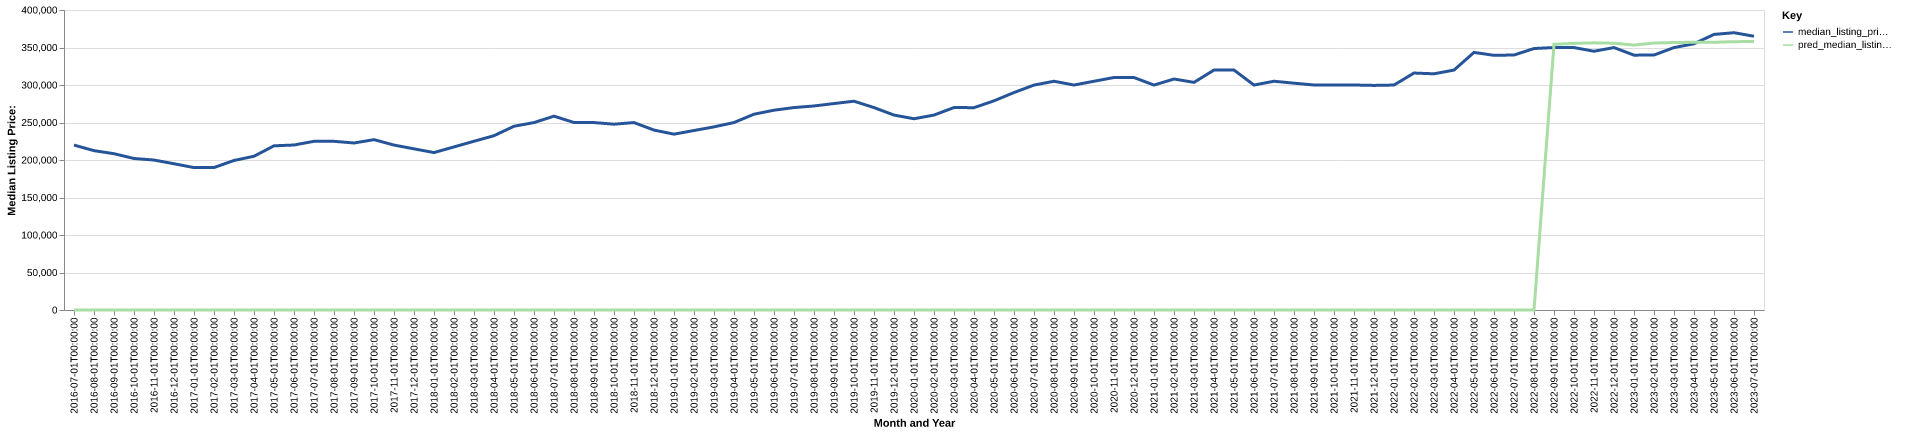 400,000
350,000
300,000
250,000
200,000
150,000
100,000
50,000
0
Median Listing Price:
2016-07-01T00:00:00
2016-08-01T00:00:00
2016-09-01T00:00:00
2016-10-01T00:00:00
2016-11-01T00:00:00
2016-12-01T00:00:00
2017-01-01T00:00:00
2017-02-01T00:00:00
2017-03-01T00:00:00
2017-04-01T00:00:00
2017-05-01T00:00:00
2017-06-01T00:00:00
2017-07-01T00:00:00
2017-08-01T00:00:00
2017-09-01T00:00:00
2017-10-01T00:00:00
2017-11-01T00:00:00
2017-12-01T00:00:00
2018-01-01T00:00:00
2018-02-01T00:00:00
2018-03-01T00:00:00
2018-04-01T00:00:00
2018-05-01T00:00:00
2018-06-01T00:00:00
2018-07-01T00:00:00
2018-08-01T00:00:00
2018-09-01T00:00:00
2018-10-01T00:00:00
2018-11-01T00:00:00
2018-12-01T00:00:00
2019-01-01T00:00:00
2019-02-01T00:00:00
2019-03-01T00:00:00
2019-04-01T00:00:00
2019-05-01T00:00:00
2019-06-01T00:00:00
2019-07-01T00:00:00
2019-08-01T00:00:00
2019-09-01T00:00:00
2019-10-01T00:00:00
2019-11-01T00:00:00
2019-12-01T00:00:00
2020-01-01T00:00:00
2020-02-01T00:00:00
2020-03-01T00:00:00
2020-04-01T00:00:00
2020-05-01T00:00:00
2020-06-01T00:00:00
2020-07-01T00:00:00
2020-08-01T00:00:00
2020-09-01T00:00:00
2020-10-01T00:00:00
2020-11-01T00:00:00
2020-12-01T00:00:00
2021-01-01T00:00:00
2021-02-01T00:00:00
2021-03-01T00:00:00
2021-04-01T00:00:00
2021-05-01T00:00:00
2021-06-01T00:00:00
2021-07-01T00:00:00
2021-08-01T00:00:00
2021-09-01T00:00:00
2021-10-01T00:00:00
2021-11-01T00:00:00
2021-12-01T00:00:00
2022-01-01T00:00:00
2022-02-01T00:00:00
2022-03-01T00:00:00
2022-04-01T00:00:00
2022-05-01T00:00:00
2022-06-01T00:00:00
2022-07-01T00:00:00
2022-08-01T00:00:00
2022-09-01T00:00:00
2022-10-01T00:00:00
2022-11-01T00:00:00
2022-12-01T00:00:00
2023-01-01T00:00:00
2023-02-01T00:00:00
2023-03-01T00:00:00
2023-04-01T00:00:00
2023-05-01T00:00:00
2023-06-01T00:00:00
2023-07-01T00:00:00
Month and Year
Key
median_listing_pri…
pred_median_listin…